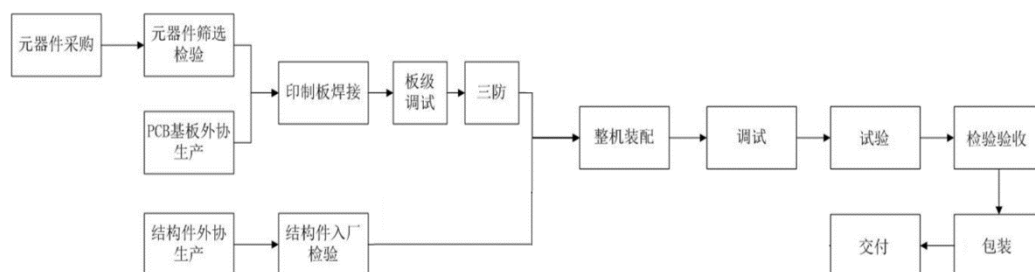 元器件采购
元器件筛选
检验
PCB基板外协
生产
印制板焊接
板级
调试
三防
结构件外协
生产
结构件入厂
检验
整机装配
调试
试验
检验验收
包装
交付